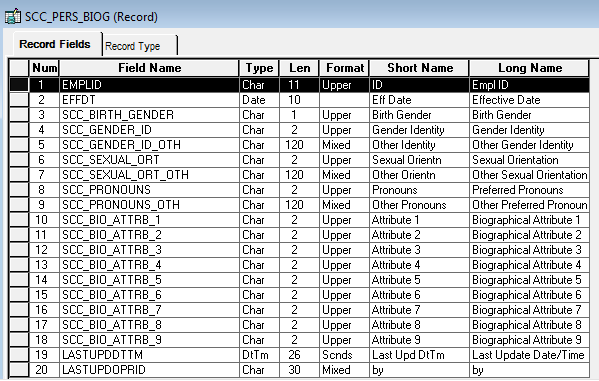 SCC_PERS_BIOG (Record)
Record Fields Record Type
Num Field Name Type Len Format Short Name Long Name
1 EMPLID Char 11 Upper ID Empl ID
2 EFFDT Date 10 Eff Date Effective Date
3 SCC_BIRTH_GENDER Char 1 Upper Birth Gender Birth Gender
4 SCC_GENDER_ID Char 2 Upper Gender Identity Gender Identity
5 SCC_GENDER_ID_OTH Char 120 Mixed Other Identity Other Gender Identity
6 SCC_SEXUAL_ORT Char 2 Upper Sexual Orientn Sexual Orientation
7 SCC_SEXUAL_ORT_OTH Char 120 Mixed Other Orientn Other Sexual Orientation
8 SCC_PRONOUNS Char 2 Upper Pronouns Preferred Pronouns
9 SCC_PRONOUNS_OTH Char 120 Mixed Other Pronouns Other Preferred Pronoun
10 SCC_BIO_ATTRB_1 Char 2 Upper Attribute 1 Biographical Attribute 1
11 SCC_BIO_ATTRB_2 Char 2 Upper Attribute 2 Biographical Attribute 2
12 SCC_BIO_ATTRB_3 Char 2 Upper Attribute 3 Biographical Attribute 3
13 SCC_BIO_ATTRB_4 Char 2 Upper Attribute 4 Biographical Attribute 4
14 SCC_BIO_ATTRB_5 Char 2 Upper Attribute 5 Biographical Attribute 5
15 SCC_BIO_ATTRB_6 Char 2 Upper Attribute 6 Biographical Attribute 6
16 SCC_BIO_ATTRB_7 Char 2 Upper Attribute 7 Biographical Attribute 7
17 SCC_BIO_ATTRB_8 Char 2 Upper Attribute 8 Biographical Attribute 8
18 SCC_BIO_ATTRB_9 Char 2 Upper Attribute 9 Biographical Attribute 9
19 LASTUPDDTTM DtTm 26 Scnds Last Upd DtTm Last Update Date/Time
20 LASTUPDOPRID Char 30 Mixed by by